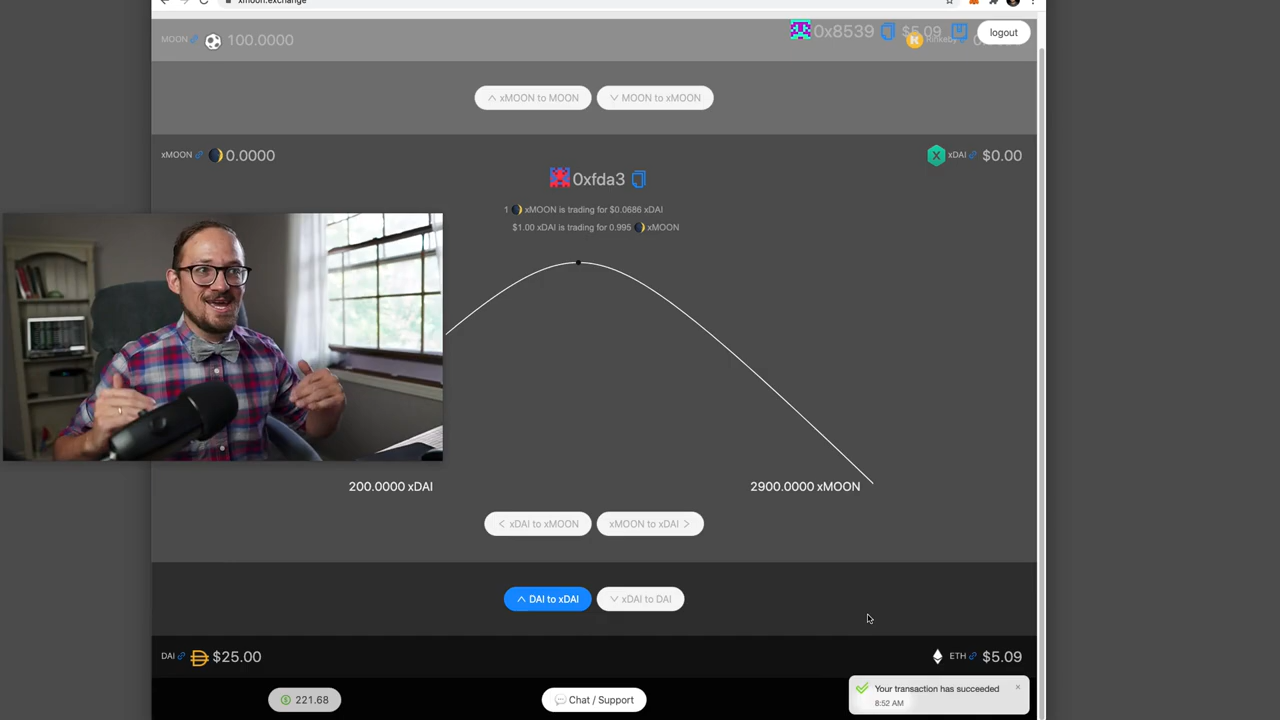 xmoon.exchange
MOON 100.0000
0x8539 $5.09
logout
xMOON to MOON
MOON to xMOON
xMOON 0.0000
xDAI $0.00
0xfda3
1 xMOON is trading for $0.0686 xDAI
$1.00 xDAI is trading for 0.995 xMOON
200.0000 xDAI
2900.0000 xMOON
xDAI to xMOON
xMOON to xDAI
DAI to xDAI
xDAI to DAI
DAI $25.00
ETH $5.09
221.68
Chat / Support
Your transaction has succeeded
8:52 AM